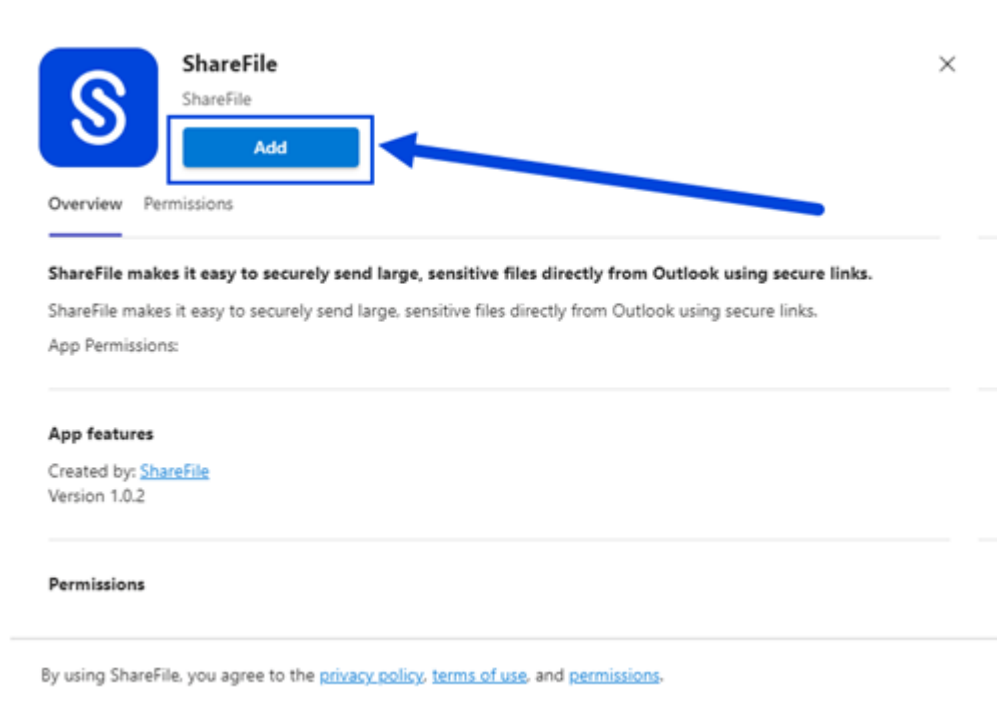 ShareFile
ShareFile
Add
Overview Permissions
ShareFile makes it easy to securely send large, sensitive files directly from Outlook using secure links.
ShareFile makes it easy to securely send large, sensitive files directly from Outlook using secure links.
App Permissions:
App features
Created by: ShareFile
Version 1.0.2
Permissions
By using ShareFile, you agree to the privacy policy, terms of use, and permissions.